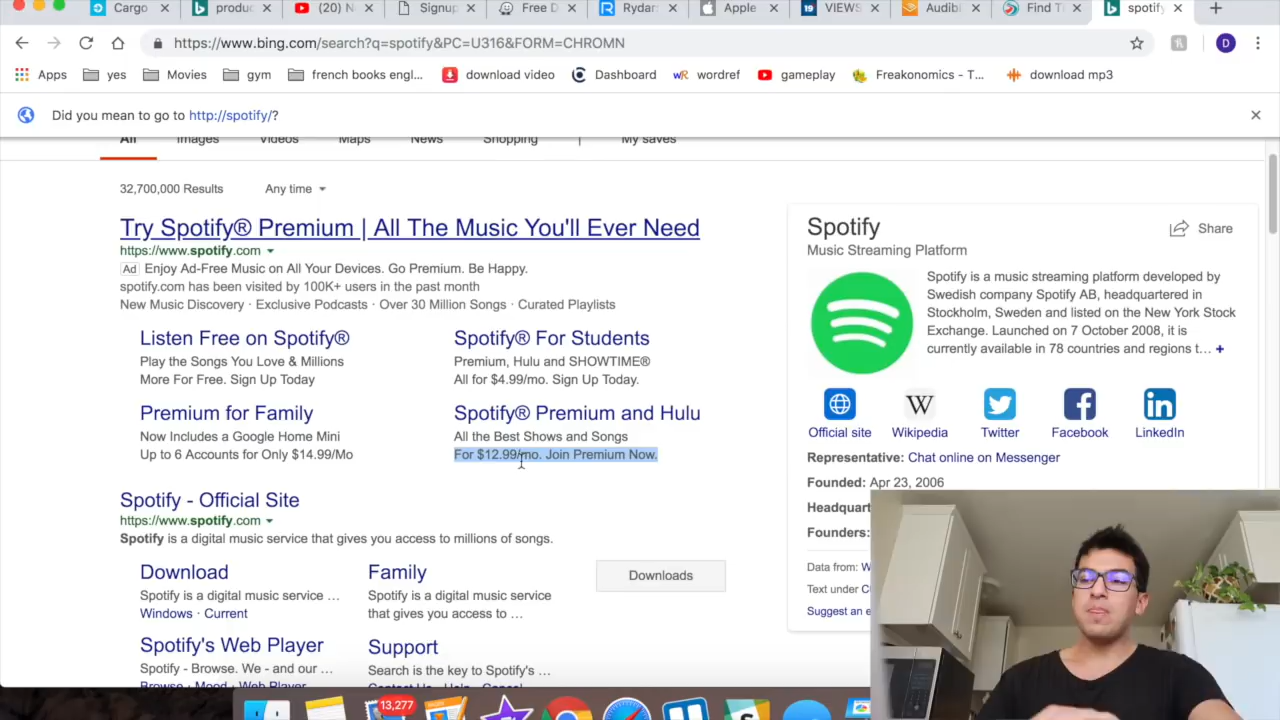 Cargo
produc
(20) N
Signup
Free D
Rydar
Apple
VIEWS
Audibl
Find Ti
spotify
https://www.bing.com/search?q=spotify&PC=U316&FORM=CHROMN
D
Apps
yes
Movies
gym
french books engl...
download video
Dashboard
wordref
gameplay
Freakonomics - T...
download mp3
Did you mean to go to http://spotify/?
All
Images
Videos
Maps
News
Shopping
My saves
32,700,000 Results
Any time
Try Spotify® Premium | All The Music You'll Ever Need
https://www.spotify.com
Ad Enjoy Ad-Free Music on All Your Devices. Go Premium. Be Happy.
spotify.com has been visited by 100K+ users in the past month
New Music Discovery · Exclusive Podcasts · Over 30 Million Songs · Curated Playlists
Listen Free on Spotify®
Play the Songs You Love & Millions
More For Free. Sign Up Today
Spotify® For Students
Premium, Hulu and SHOWTIME®
All for $4.99/mo. Sign Up Today.
Premium for Family
Now Includes a Google Home Mini
Up to 6 Accounts for Only $14.99/Mo
Spotify® Premium and Hulu
All the Best Shows and Songs
For $12.99/mo. Join Premium Now.
Spotify - Official Site
https://www.spotify.com
Spotify is a digital music service that gives you access to millions of songs.
Download
Spotify is a digital music service ...
Windows · Current
Family
Spotify is a digital music service
that gives you access to ...
Downloads
Spotify's Web Player
Spotify - Browse. We - and our ...
Browse · Mood · Web Player
Support
Search is the key to Spotify's ...
Contact Us · Help · Cancel
Spotify
Music Streaming Platform
Share
Spotify is a music streaming platform developed by
Swedish company Spotify AB, headquartered in
Stockholm, Sweden and listed on the New York Stock
Exchange. Launched on 7 October 2008, it is
currently available in 78 countries and regions t... +
Official site
W
Wikipedia
Twitter
Facebook
in
LinkedIn
Representative: Chat online on Messenger
Founded: Apr 23, 2006
Headquart
Founders:
Data from: W
Text under C
Suggest an e
13,277